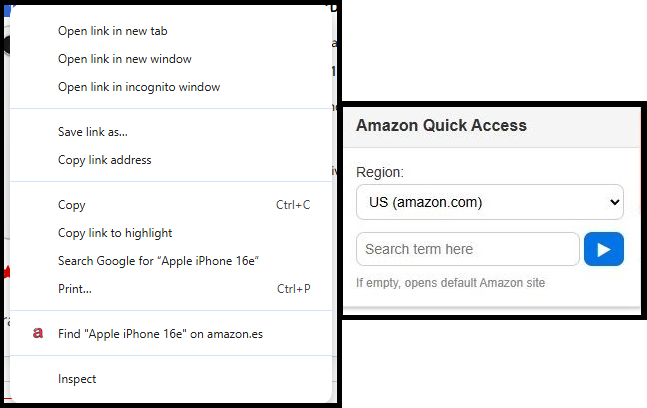 Open link in new tab
Open link in new window
Open link in incognito window
Save link as...
Copy link address
Copy Ctrl+C
Copy link to highlight
Search Google for “Apple iPhone 16e”
Print... Ctrl+P
a Find "Apple iPhone 16e" on amazon.es
Inspect
Amazon Quick Access
Region:
US (amazon.com)
Search term here
If empty, opens default Amazon site